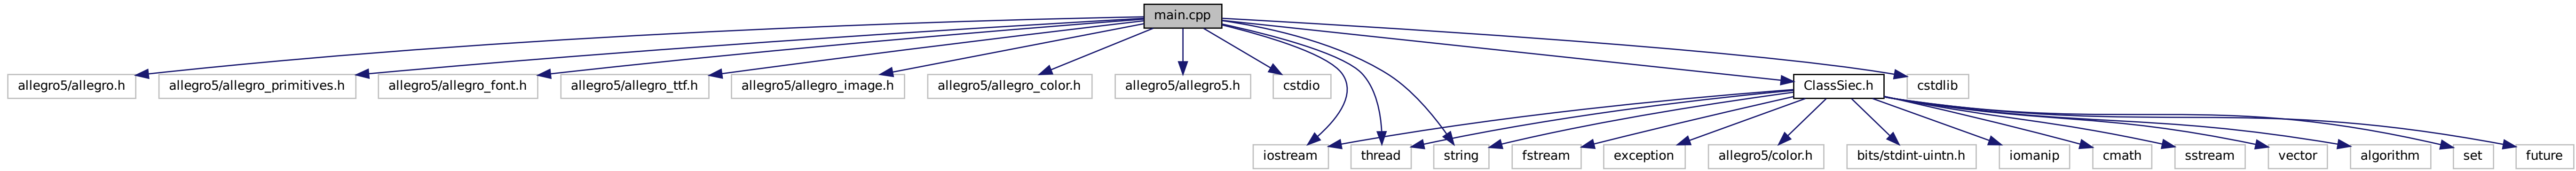 main.cpp
allegro5/allegro.h
allegro5/allegro_primitives.h
allegro5/allegro_font.h
allegro5/allegro_ttf.h
allegro5/allegro_image.h
allegro5/allegro_color.h
allegro5/allegro5.h
cstdio
ClassSiec.h
cstdlib
iostream
thread
string
fstream
exception
allegro5/color.h
bits/stdint-uintn.h
iomanip
cmath
sstream
vector
algorithm
set
future